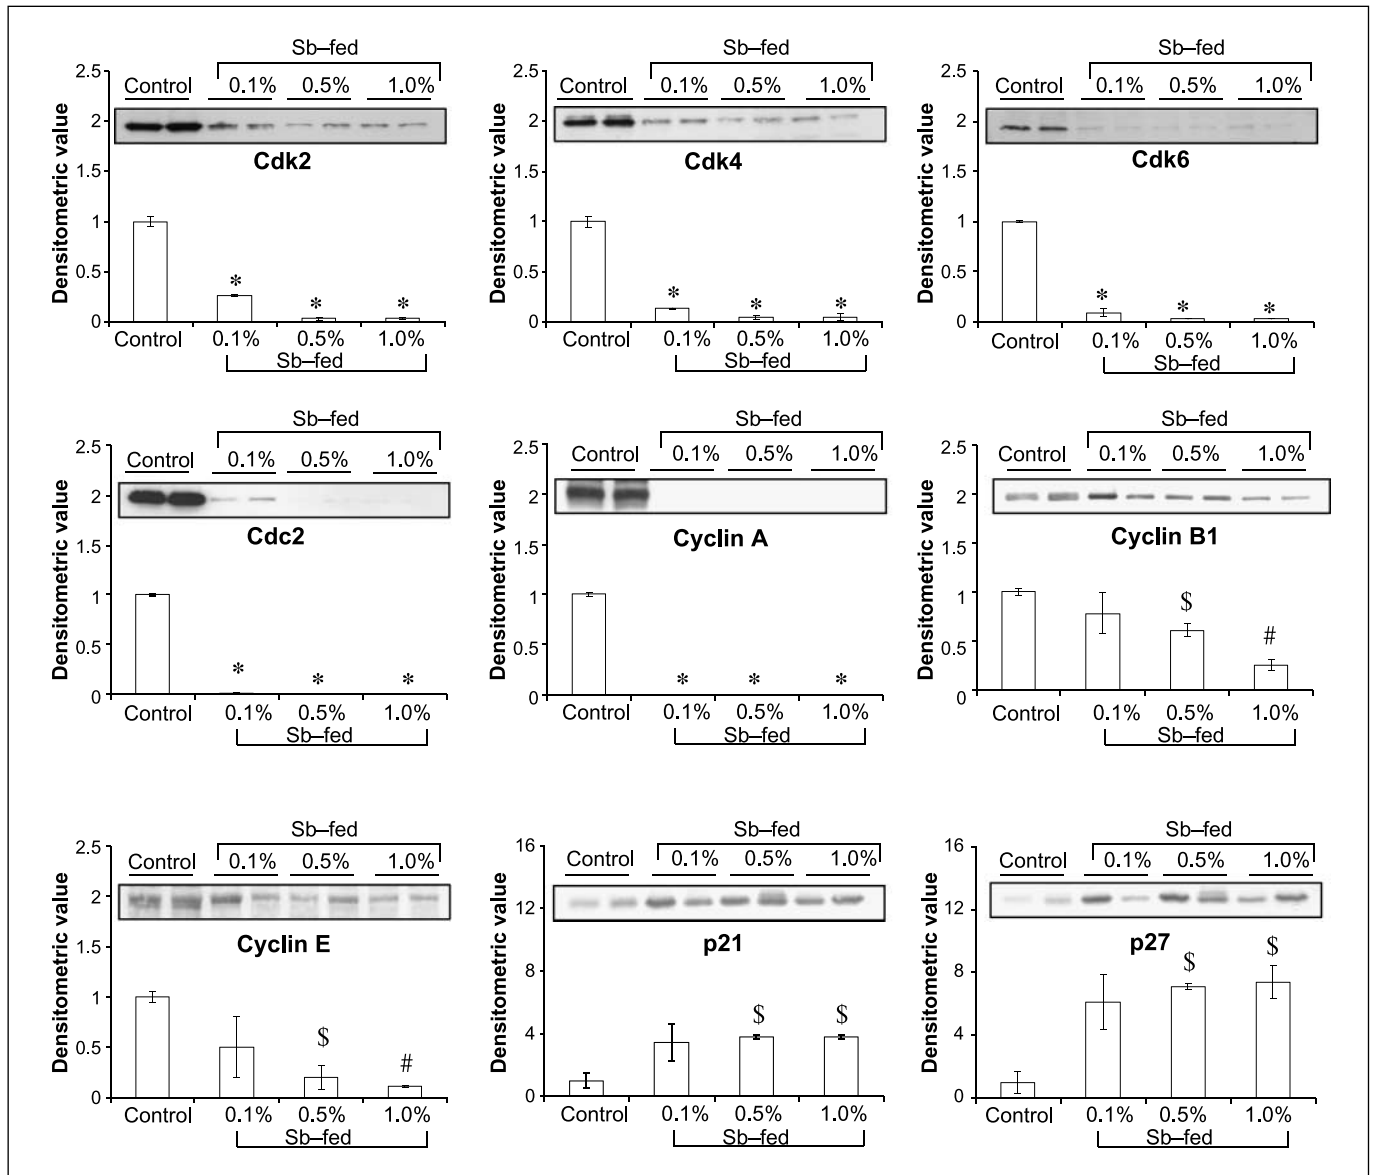 Sb–fed
Control 0.1% 0.5% 1.0%
Cdk2
Densitometric value
2.5
2
1.5
1
0.5
0
*
*
*
Control 0.1% 0.5% 1.0%
Sb–fed
Sb–fed
Control 0.1% 0.5% 1.0%
Cdk4
Densitometric value
2.5
2
1.5
1
0.5
0
*
*
*
Control 0.1% 0.5% 1.0%
Sb–fed
Sb–fed
Control 0.1% 0.5% 1.0%
Cdk6
Densitometric value
2.5
2
1.5
1
0.5
0
*
*
*
Control 0.1% 0.5% 1.0%
Sb–fed
Sb–fed
Control 0.1% 0.5% 1.0%
Cdc2
Densitometric value
2.5
2
1.5
1
0.5
0
*
*
*
Control 0.1% 0.5% 1.0%
Sb–fed
Sb–fed
Control 0.1% 0.5% 1.0%
Cyclin A
Densitometric value
2.5
2
1.5
1
0.5
0
*
*
*
Control 0.1% 0.5% 1.0%
Sb–fed
Sb–fed
Control 0.1% 0.5% 1.0%
Cyclin B1
Densitometric value
2.5
2
1.5
1
0.5
0
$
#
Control 0.1% 0.5% 1.0%
Sb–fed
Sb–fed
Control 0.1% 0.5% 1.0%
Cyclin E
Densitometric value
2.5
2
1.5
1
0.5
0
$
#
Control 0.1% 0.5% 1.0%
Sb–fed
Sb–fed
Control 0.1% 0.5% 1.0%
p21
Densitometric value
16
12
8
4
0
$
$
Control 0.1% 0.5% 1.0%
Sb–fed
Sb–fed
Control 0.1% 0.5% 1.0%
p27
Densitometric value
16
12
8
4
0
$
$
Control 0.1% 0.5% 1.0%
Sb–fed